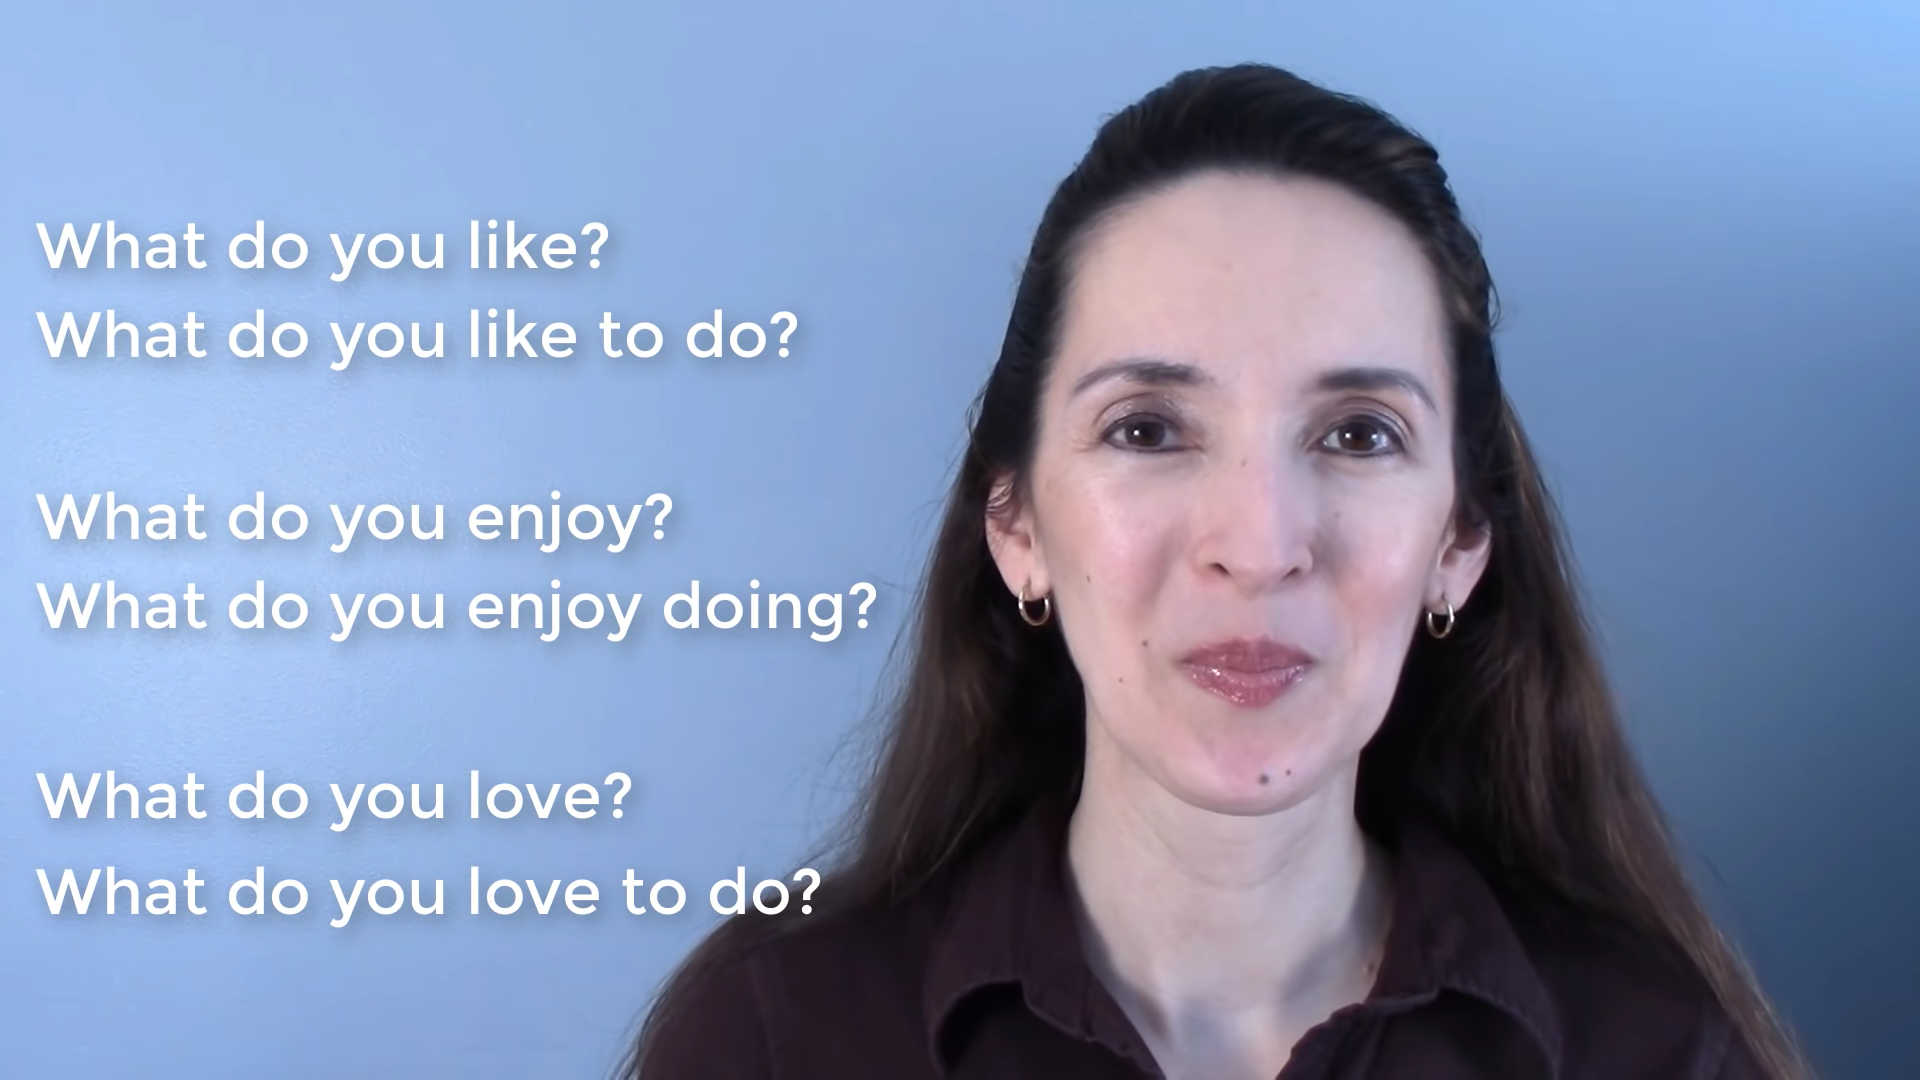 What do you like?
What do you like to do?
What do you enjoy?
What do you enjoy doing?
What do you love?
What do you love to do?